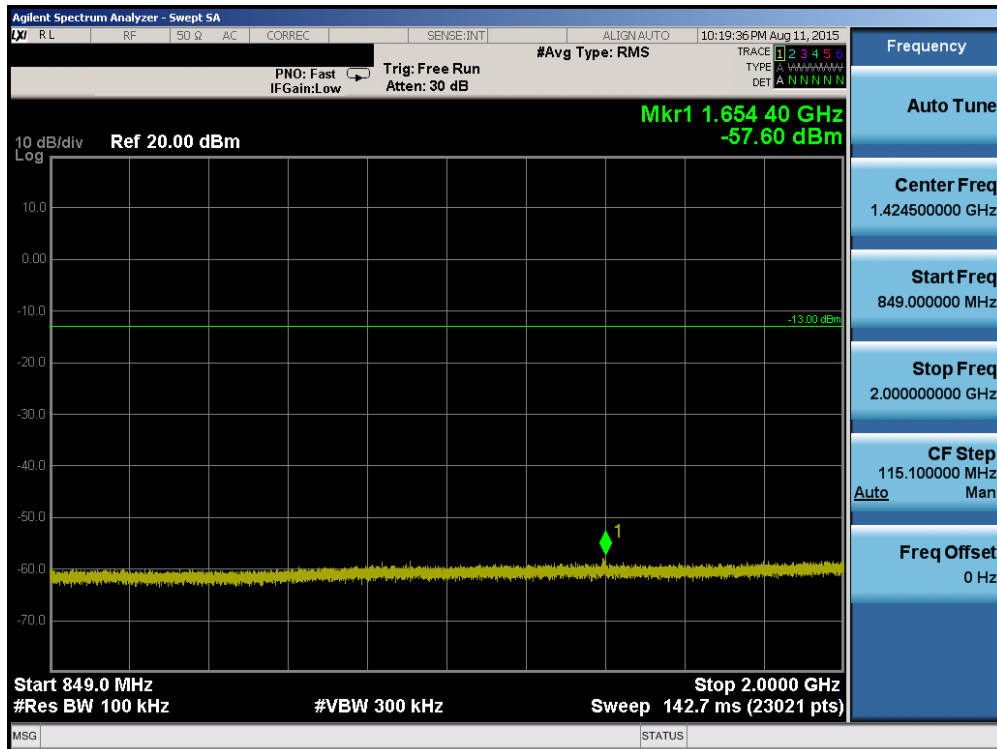 Agilent Spectrum Analyzer - Swept SA
LXI RL RF 50 Ω AC CORREC SENSE:INT ALIGN AUTO 10:19:36 PM Aug 11, 2015
#Avg Type: RMS
TRACE 1 2 3 4 5 6
PNO: Fast Trig: Free Run
TYPE A WWWWW
IFGain:Low Atten: 30 dB
DET A N N N N N
Mkr1 1.654 40 GHz
-57.60 dBm
10 dB/div Ref 20.00 dBm
Log
10.0
0.00
-10.0
-13.00 dBm
-20.0
-30.0
-40.0
-50.0
1
-60.0
-70.0
Start 849.0 MHz Stop 2.0000 GHz
#Res BW 100 kHz #VBW 300 kHz Sweep 142.7 ms (23021 pts)
MSG STATUS
Frequency
Auto Tune
Center Freq
1.424500000 GHz
Start Freq
849.000000 MHz
Stop Freq
2.000000000 GHz
CF Step
115.100000 MHz
Auto Man
Freq Offset
0 Hz